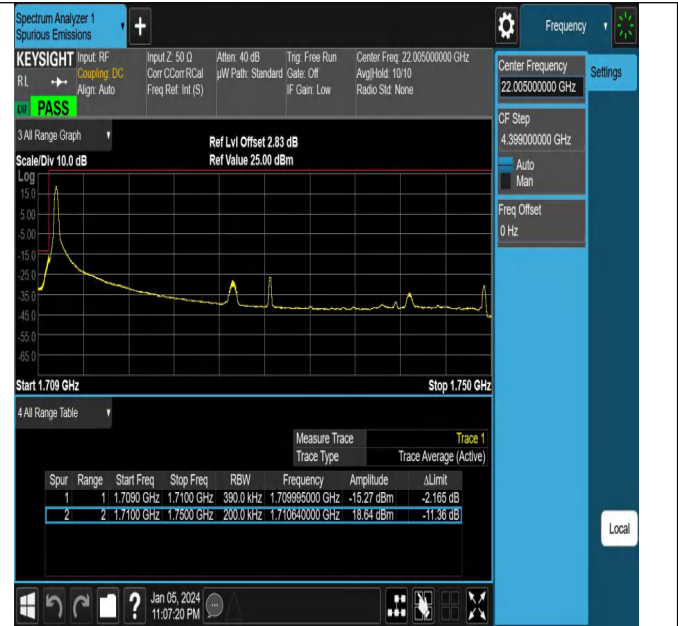 Spectrum Analyzer 1
Spurious Emissions
Frequency
KEYSIGHT
RL
PASS
Input: RF
Coupling: DC
Align: Auto
Input Z: 50 Ω
Corr CCorr RCal
Freq Ref: Int (S)
Atten: 40 dB
µW Path: Standard
Trig: Free Run
Gate: Off
IF Gain: Low
Center Freq: 22.005000000 GHz
Avg|Hold: 10/10
Radio Std: None
Center Frequency
22.005000000 GHz
Settings
CF Step
4.399000000 GHz
Auto
Man
Freq Offset
0 Hz
3 All Range Graph
Scale/Div 10.0 dB
Ref Lvl Offset 2.83 dB
Ref Value 25.00 dBm
Log
15.0
5.00
-5.00
-15.0
-25.0
-35.0
-45.0
-55.0
-65.0
Start 1.709 GHz
Stop 1.750 GHz
4 All Range Table
Measure Trace Trace 1
Trace Type Trace Average (Active)
Spur Range Start Freq Stop Freq RBW Frequency Amplitude ΔLimit
1 1 1.7090 GHz 1.7100 GHz 390.0 kHz 1.709995000 GHz -15.27 dBm -2.165 dB
2 2 1.7100 GHz 1.7500 GHz 200.0 kHz 1.710640000 GHz 18.64 dBm -11.36 dB
Local
Jan 05, 2024
11:07:20 PM